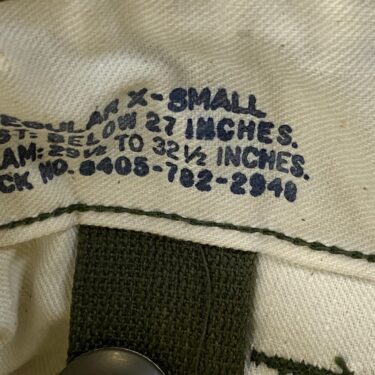 EGULAR X-SMALL
ST: BELOW 27 INCHES.
AM: 29½ TO 32½ INCHES.
CK NO. 8405-782-2948